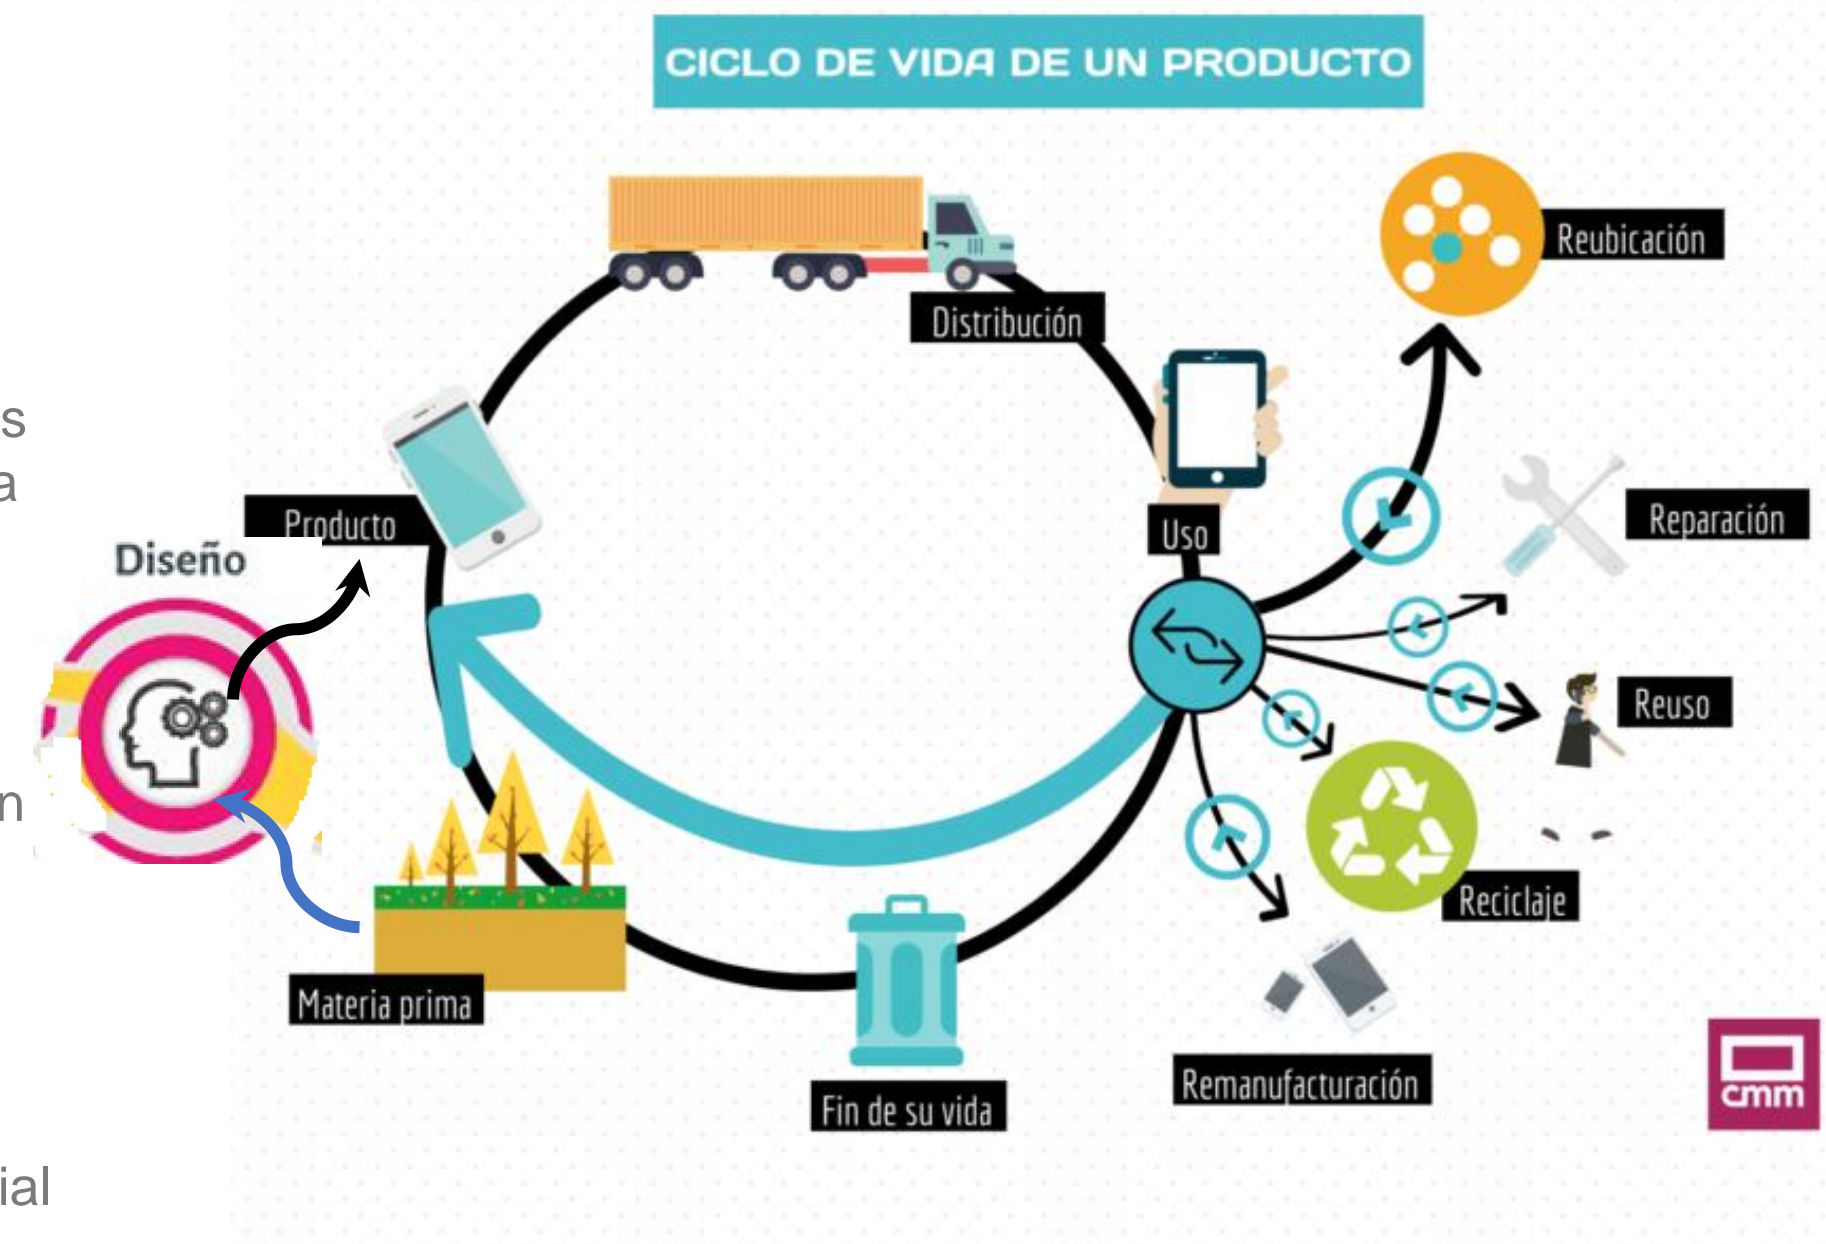 CICLO DE VIDA DE UN PRODUCTO
Reubicación
Distribución
s
a
Producto
Uso
Reparación
Diseño
Reuso
n
Reciclaje
Materia prima
Remanufacturación
Fin de su vida
cmm
ial